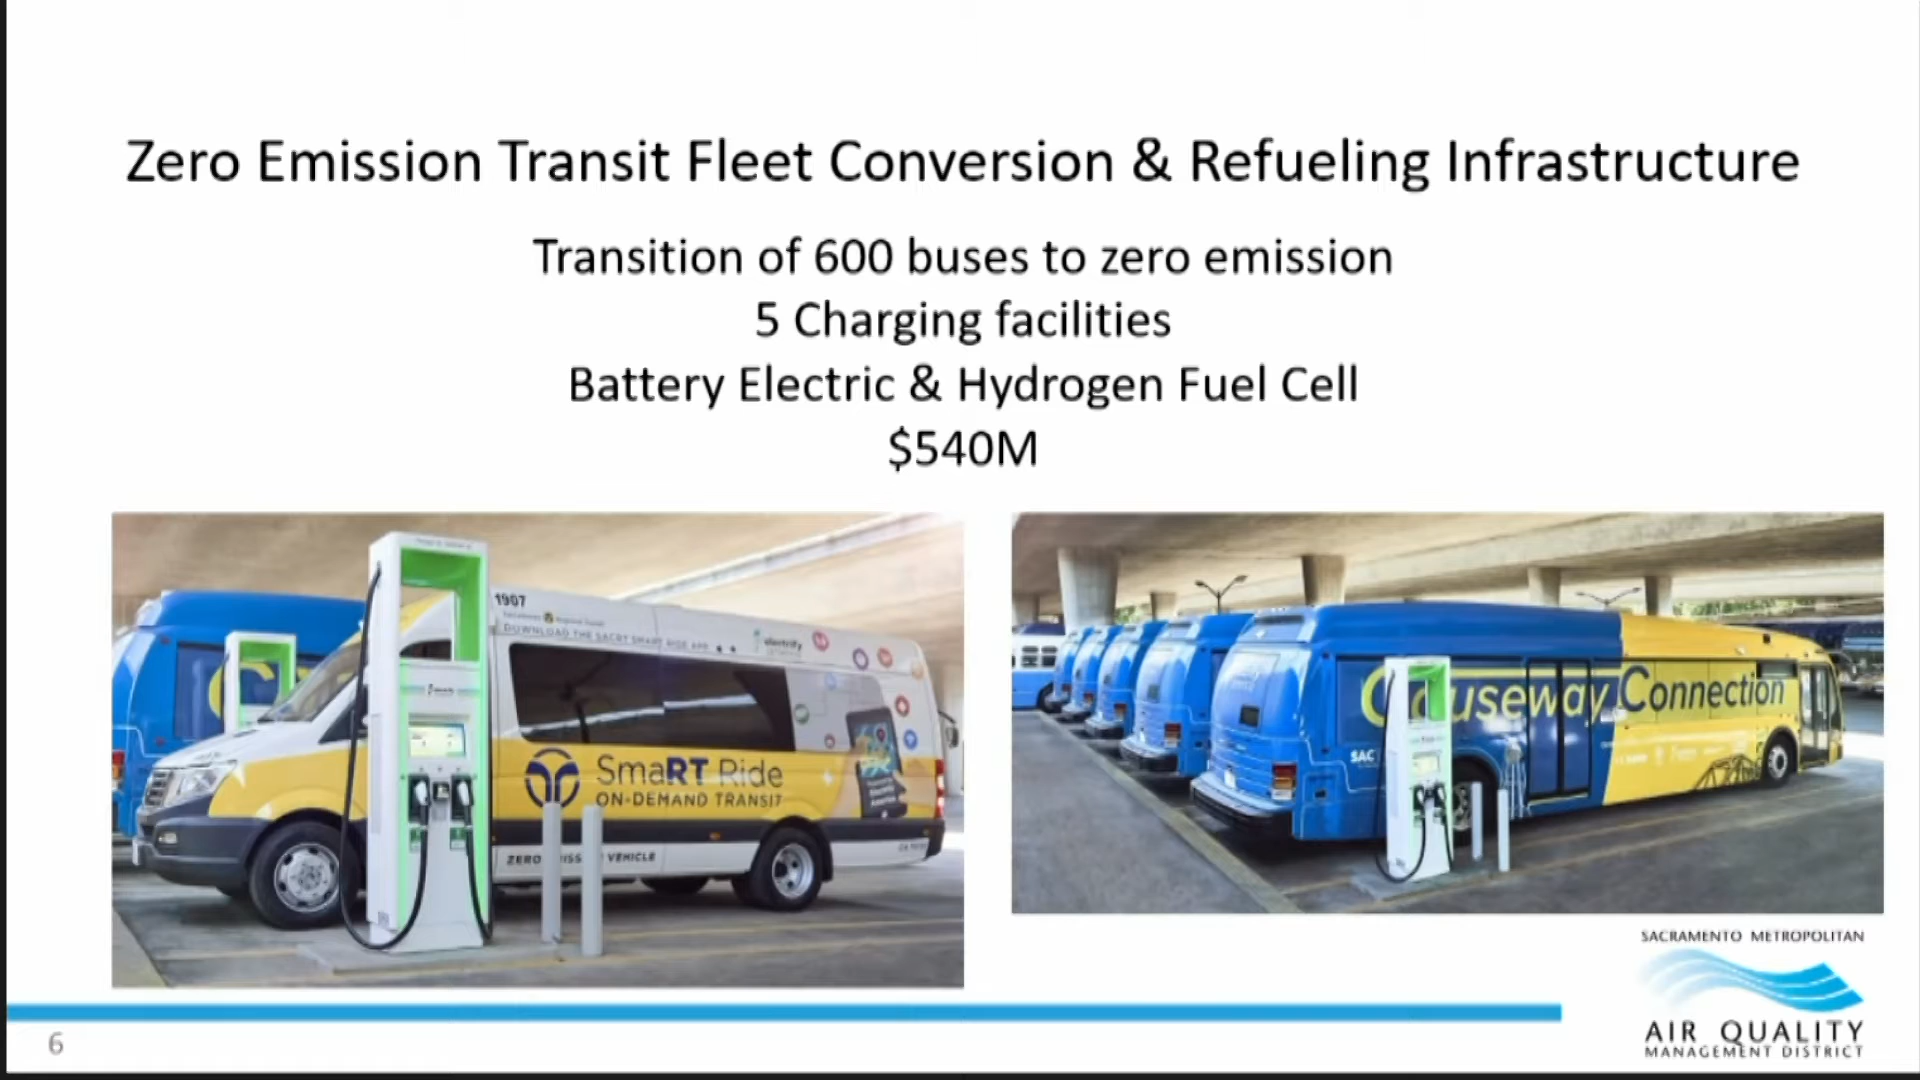 Zero Emission Transit Fleet Conversion & Refueling Infrastructure
Transition of 600 buses to zero emission
5 Charging facilities
Battery Electric & Hydrogen Fuel Cell
$540M
1907
DOWNLOAD THE SACRT SMART RIDE APP
electrify
SmaRT Ride
ON-DEMAND TRANSIT
VEHICLE
Causeway Connection
SAC
SACRAMENTO METROPOLITAN
AIR QUALITY
MANAGEMENT DISTRICT
6